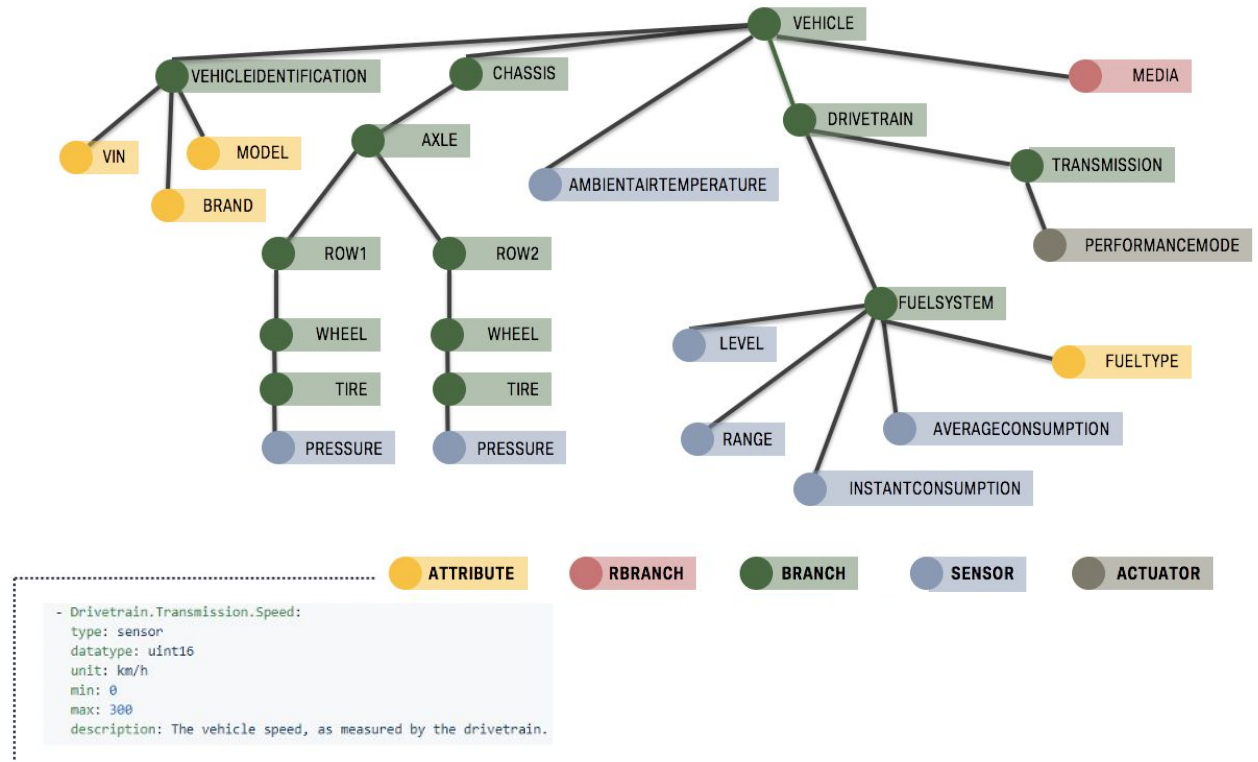 VEHICLE
VEHICLEIDENTIFICATION
CHASSIS
MEDIA
DRIVETRAIN
VIN
MODEL
AXLE
TRANSMISSION
AMBIENTAIRTEMPERATURE
BRAND
ROW1
ROW2
PERFORMANCEMODE
FUELSYSTEM
WHEEL
WHEEL
LEVEL
FUELTYPE
TIRE
TIRE
AVERAGECONSUMPTION
RANGE
PRESSURE
PRESSURE
INSTANTCONSUMPTION
ATTRIBUTE
RBRANCH
BRANCH
SENSOR
ACTUATOR
- Drivetrain.Transmission.Speed:
type: sensor
datatype: uint16
unit: km/h
min: 0
max: 300
description: The vehicle speed, as measured by the drivetrain.